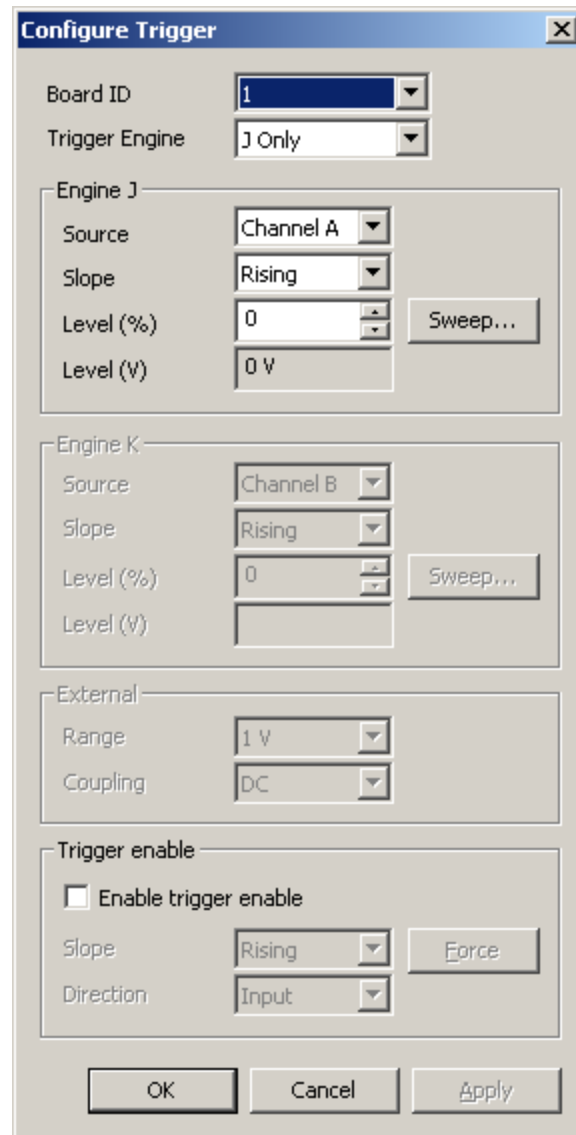 Configure Trigger
Board ID 1
Trigger Engine J Only
Engine J
Source Channel A
Slope Rising
Level (%) 0 Sweep...
Level (V) 0 V
Engine K
Source Channel B
Slope Rising
Level (%) 0 Sweep...
Level (V)
External
Range 1 V
Coupling DC
Trigger enable
Enable trigger enable
Slope Rising Force
Direction Input
OK Cancel Apply